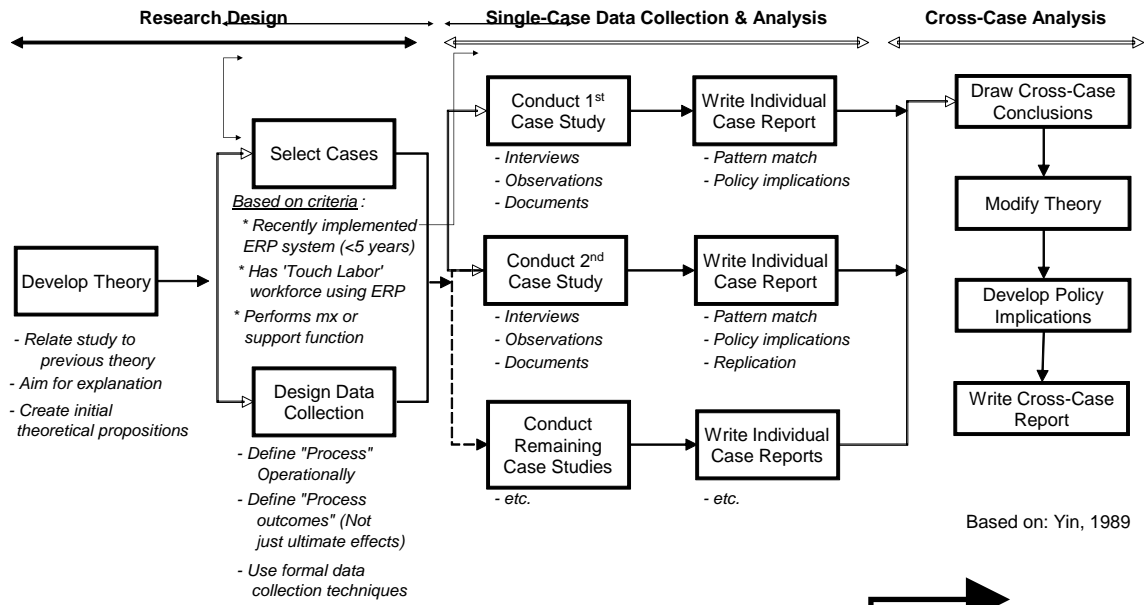 Research Design
Single-Case Data Collection & Analysis
Cross-Case Analysis
Develop Theory
- Relate study to
previous theory
- Aim for explanation
- Create initial
theoretical propositions
Select Cases
Based on criteria :
* Recently implemented
ERP system (<5 years)
* Has 'Touch Labor'
workforce using ERP
* Performs mx or
support function
Design Data
Collection
- Define "Process"
Operationally
- Define "Process
outcomes" (Not
just ultimate effects)
- Use formal data
collection techniques
Conduct 1st
Case Study
- Interviews
- Observations
- Documents
Write Individual
Case Report
- Pattern match
- Policy implications
Conduct 2nd
Case Study
- Interviews
- Observations
- Documents
Write Individual
Case Report
- Pattern match
- Policy implications
- Replication
Conduct
Remaining
Case Studies
- etc.
Write Individual
Case Reports
- etc.
Draw Cross-Case
Conclusions
Modify Theory
Develop Policy
Implications
Write Cross-Case
Report
Based on: Yin, 1989